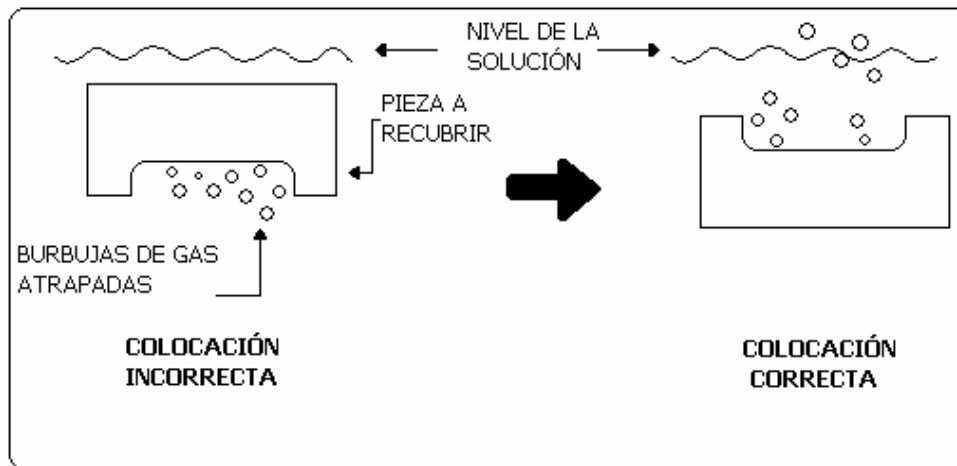 NIVEL DE LA
SOLUCIÓN
PIEZA A
RECUBRIR
BURBUJAS DE GAS
ATRAPADAS
COLOCACIÓN
INCORRECTA
COLOCACIÓN
CORRECTA